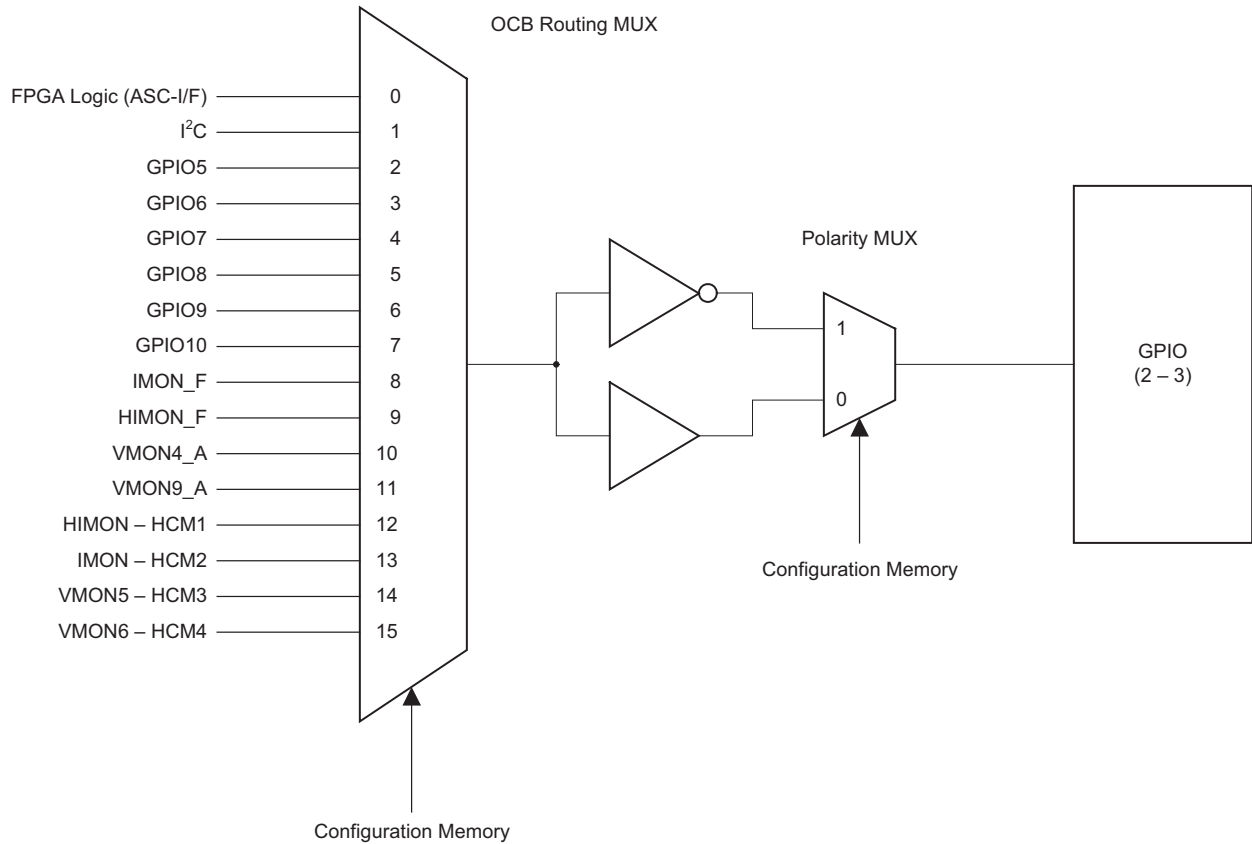 OCB Routing MUX
FPGA Logic (ASC-I/F) 0
I²C 1
GPIO5 2
GPIO6 3
GPIO7 4
GPIO8 5
GPIO9 6
GPIO10 7
IMON_F 8
HIMON_F 9
VMON4_A 10
VMON9_A 11
HIMON – HCM1 12
IMON – HCM2 13
VMON5 – HCM3 14
VMON6 – HCM4 15
Configuration Memory
Polarity MUX
1
0
Configuration Memory
GPIO
(2 – 3)